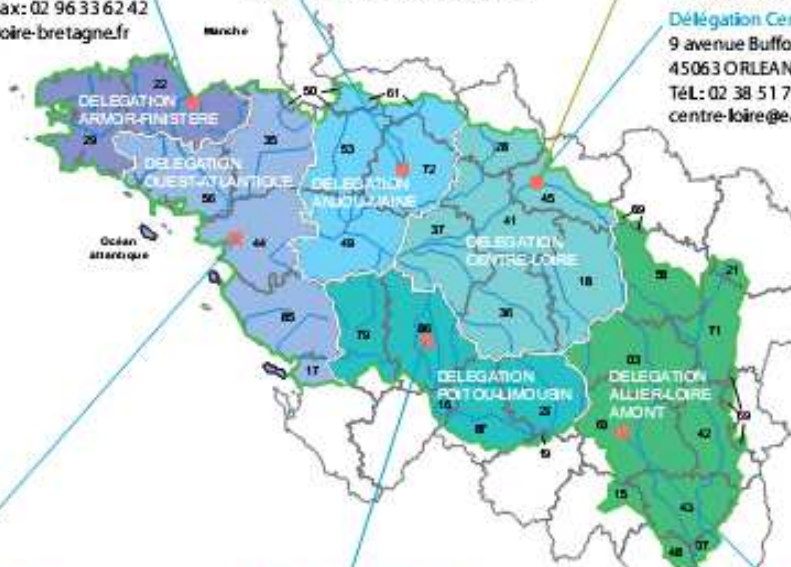 ax: 02 96 33 62 42
oire-bretagne.fr
Délégation Cen
9 avenue Buffo
45063 ORLEAN
Tél.: 02 38 51 7
centre-loire@e
Manche
50
61
22
DELEGATION
ARMOR-FINISTERE
29
35
53
72
28
DELEGATION
OUEST-ATLANTIQUE
DELEGATION
ANJOU-MAINE
45
56
41
Océan
atlantique
44
49
37
DELEGATION
CENTRE-LOIRE
18
58
21
85
79
86
36
71
17
03
DELEGATION
POITOU-LIMOUSIN
DELEGATION
ALLIER-LOIRE
AMONT
16
23
87
63
42
69
19
15
43
48
07